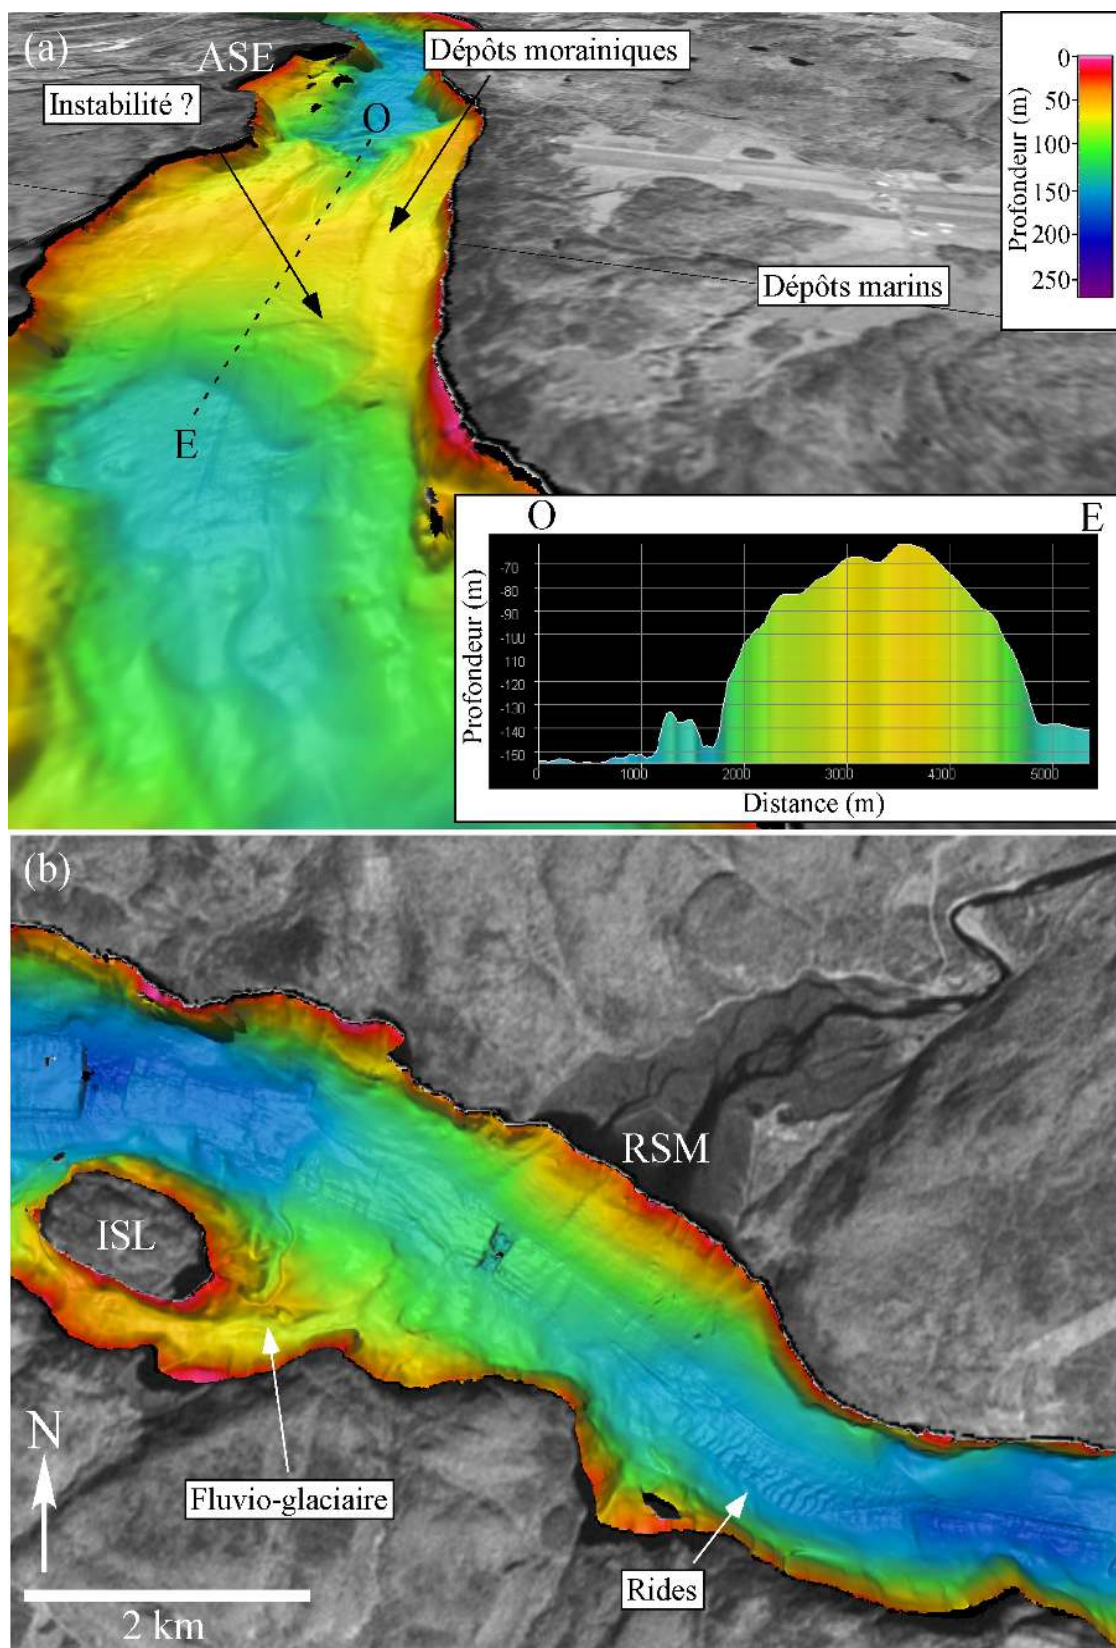 (a)
ASE
Dépôts morainiques
Instabilité ?
O
Dépôts marins
E
Profondeur (m)
0
50
100
150
200
250
O
E
Profondeur (m)
-70
-80
-90
-100
-110
-120
-130
-140
-150
0
1000
2000
3000
4000
5000
Distance (m)
(b)
RSM
ISL
N
Fluvio-glaciaire
Rides
2 km